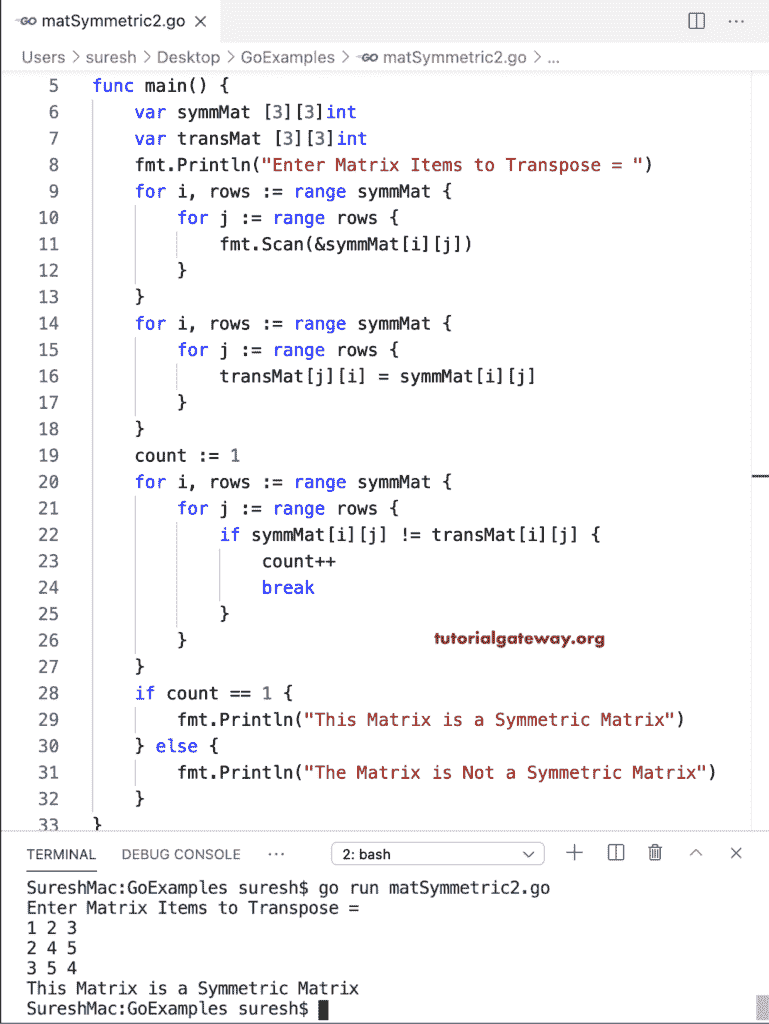 GO matSymmetric2.go ×
Users > suresh > Desktop > GoExamples > GO matSymmetric2.go > ...
5 func main() {
6 var symmMat [3][3]int
7 var transMat [3][3]int
8 fmt.Println("Enter Matrix Items to Transpose = ")
9 for i, rows := range symmMat {
10 for j := range rows {
11 fmt.Scan(&symmMat[i][j])
12 }
13 }
14 for i, rows := range symmMat {
15 for j := range rows {
16 transMat[j][i] = symmMat[i][j]
17 }
18 }
19 count := 1
20 for i, rows := range symmMat {
21 for j := range rows {
22 if symmMat[i][j] != transMat[i][j] {
23 count++
24 break
25 }
26 }
tutorialgateway.org
27 }
28 if count == 1 {
29 fmt.Println("This Matrix is a Symmetric Matrix")
30 } else {
31 fmt.Println("The Matrix is Not a Symmetric Matrix")
32 }
33 }
TERMINAL DEBUG CONSOLE ... 2: bash
SureshMac:GoExamples suresh$ go run matSymmetric2.go
Enter Matrix Items to Transpose =
1 2 3
2 4 5
3 5 4
This Matrix is a Symmetric Matrix
SureshMac:GoExamples suresh$